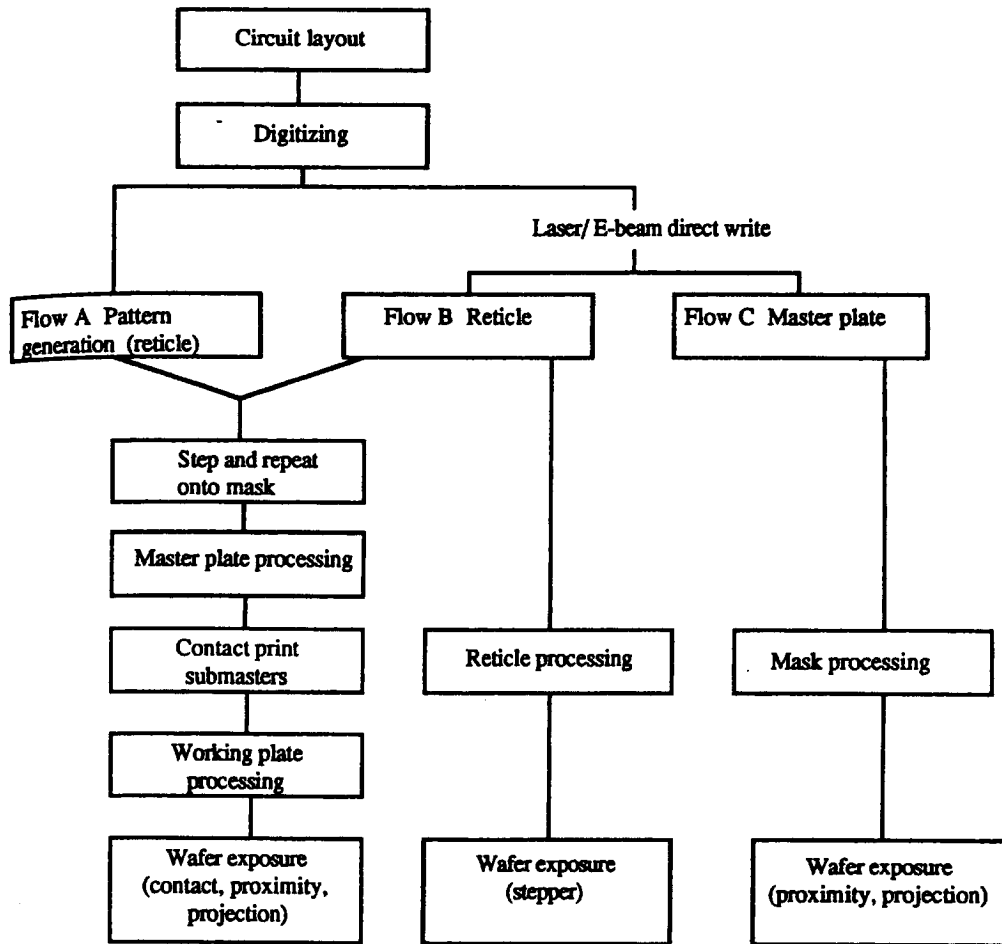 Circuit layout
Digitizing
Laser/ E-beam direct write
Flow A Pattern
generation (reticle)
Flow B Reticle
Flow C Master plate
Step and repeat
onto mask
Master plate processing
Contact print
submasters
Reticle processing
Mask processing
Working plate
processing
Wafer exposure
(contact, proximity,
projection)
Wafer exposure
(stepper)
Wafer exposure
(proximity, projection)